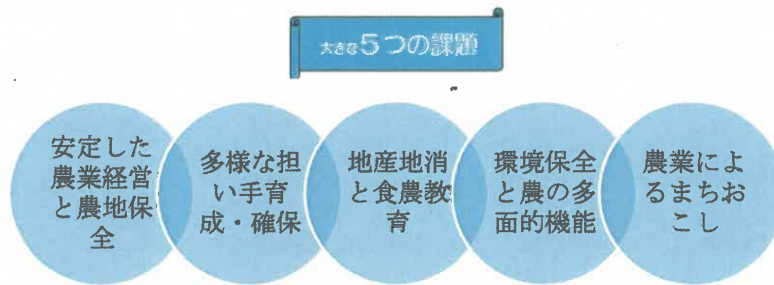 大きな5つの課題
安定した
農業経営
と農地保
全
多様な担
い手育
成・確保
地産地消
と食農教
育
環境保全
と農の多
面的機能
農業によ
るまちお
こし